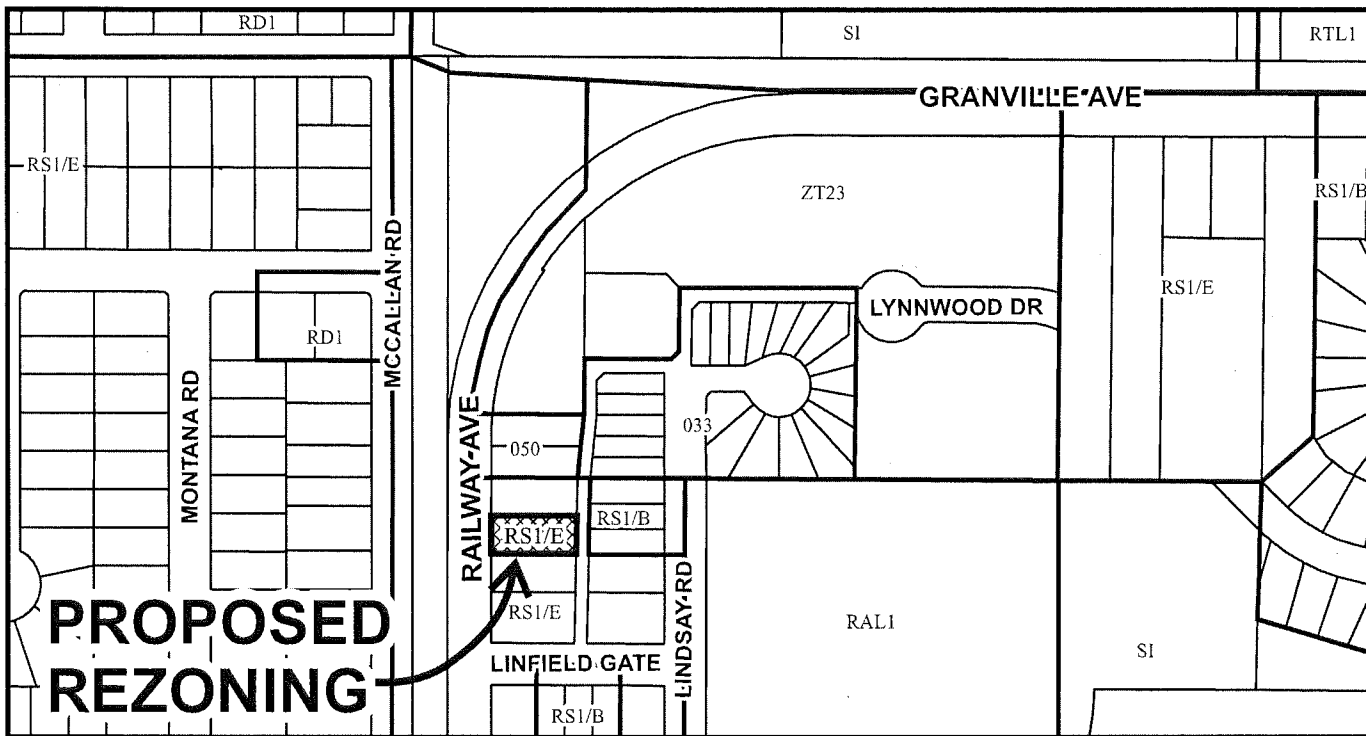 RD1
SI
RTL1
GRANVILLE AVE
RS1/E
ZT23
RS1/B
MCCALLAN RD
RS1/E
LYNNWOOD DR
RD1
MONTANA RD
RAILWAY AVE
050
033
RS1/E
RS1/B
RS1/E
LINDSAY RD
RAL1
SI
PROPOSED
REZONING
LINFIELD GATE
RS1/B